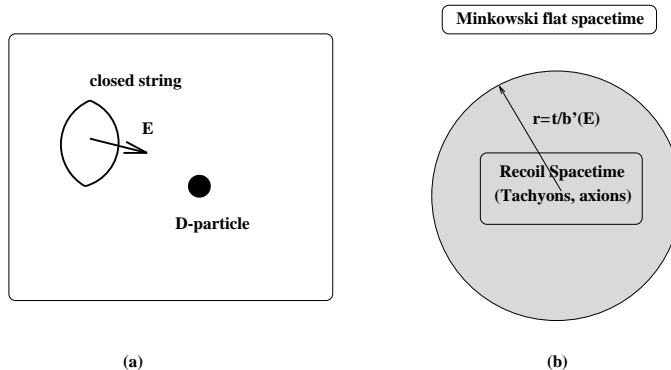 closed string
E
D-particle
(a)
Minkowski flat spacetime
r=t/b'(E)
Recoil Spacetime
(Tachyons, axions)
(b)